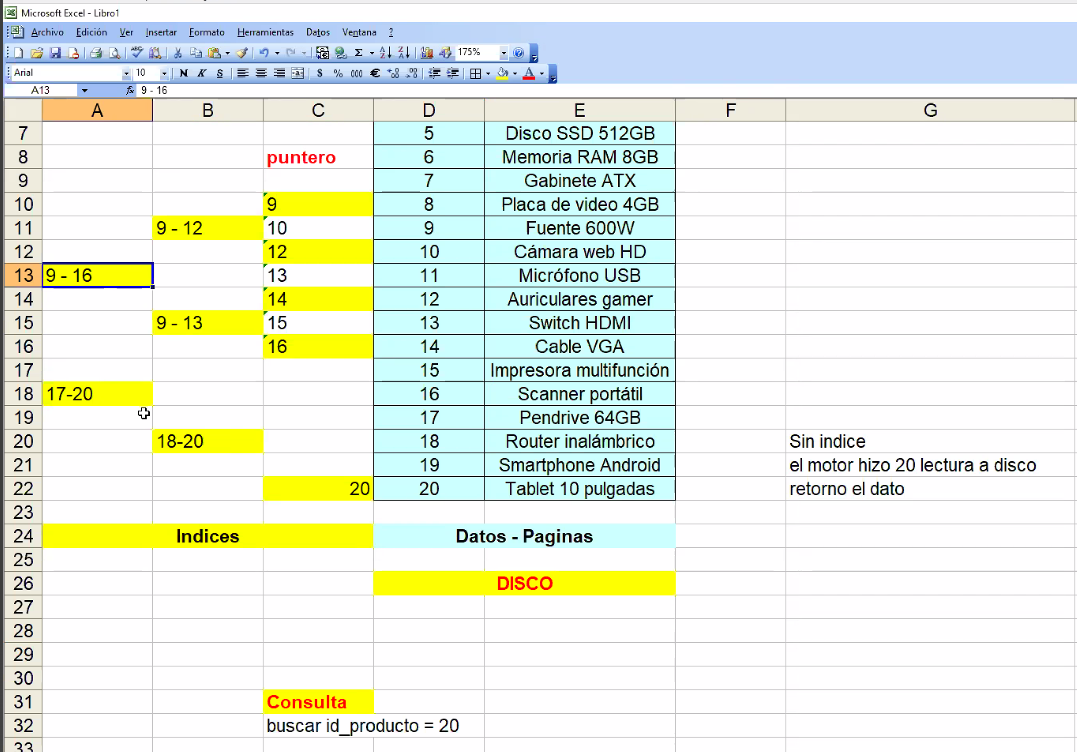 Microsoft Excel - Libro1
Archivo Edición Ver Insertar Formato Herramientas Datos Ventana ?
175%
Arial 10 N K S $ % 000 €
A13 fx 9 - 16
A B C D E F G
7 5 Disco SSD 512GB
8 puntero 6 Memoria RAM 8GB
9 7 Gabinete ATX
10 9 8 Placa de video 4GB
11 9 - 12 10 9 Fuente 600W
12 12 10 Cámara web HD
13 9 - 16 13 11 Micrófono USB
14 14 12 Auriculares gamer
15 9 - 13 15 13 Switch HDMI
16 16 14 Cable VGA
17 15 Impresora multifunción
18 17-20 16 Scanner portátil
19 17 Pendrive 64GB
20 18-20 18 Router inalámbrico Sin indice
21 19 Smartphone Android el motor hizo 20 lectura a disco
22 20 20 Tablet 10 pulgadas retorno el dato
23
24 Indices Datos - Paginas
25
26 DISCO
27
28
29
30
31 Consulta
32 buscar id_producto = 20
33